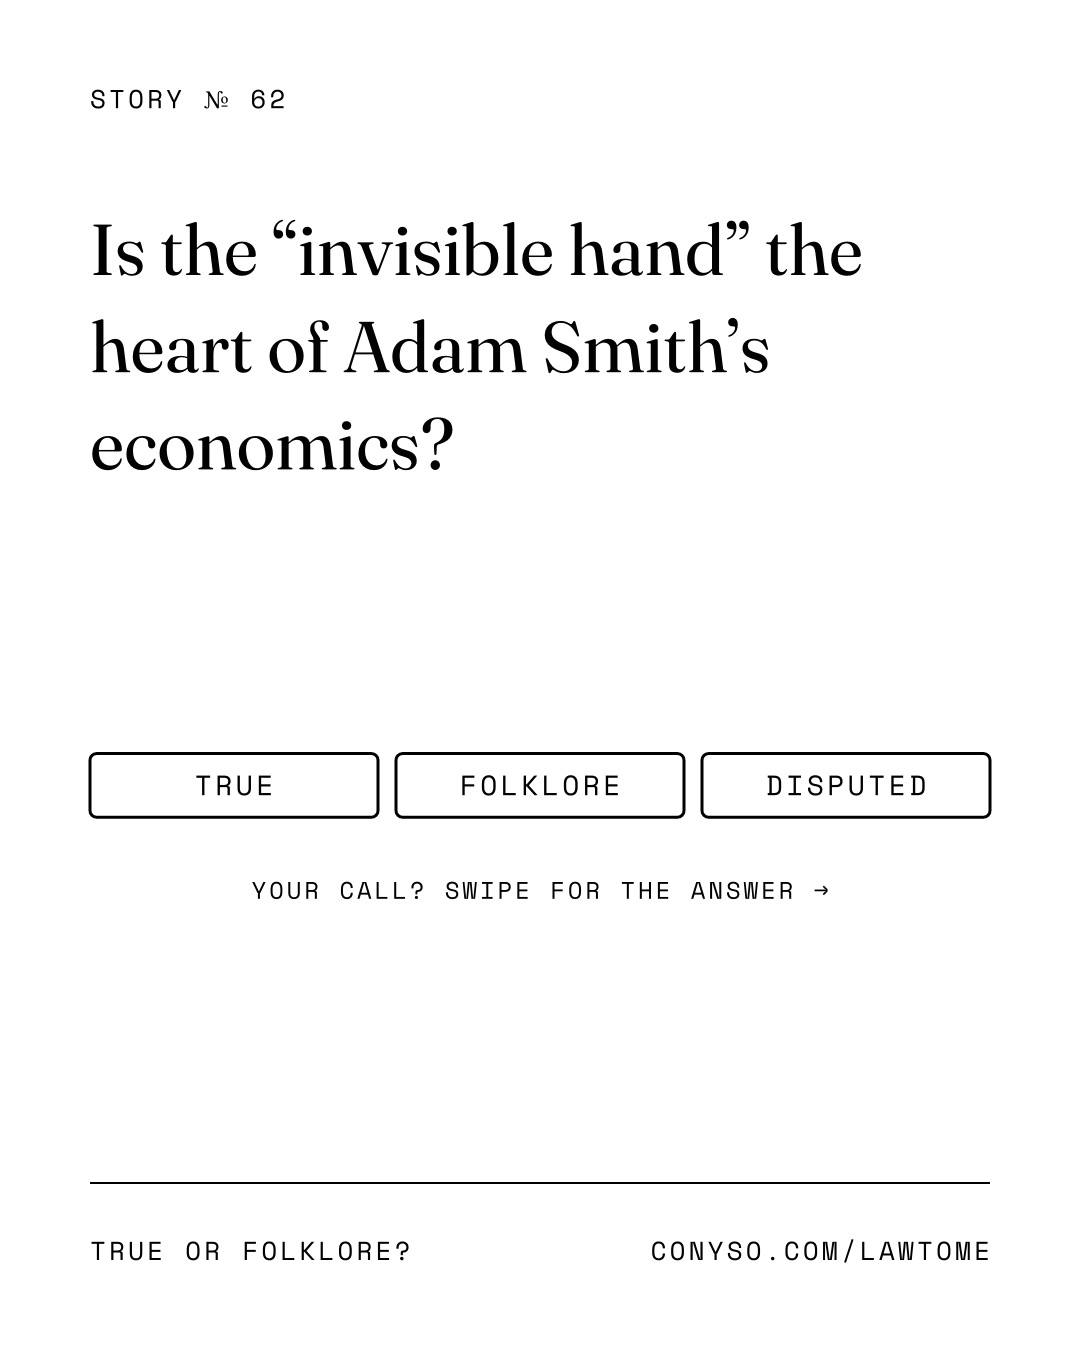 STORY № 62
Is the “invisible hand” the
heart of Adam Smith’s
economics?
TRUE
FOLKLORE
DISPUTED
YOUR CALL? SWIPE FOR THE ANSWER →
TRUE OR FOLKLORE?
CONYSO.COM/LAWTOME